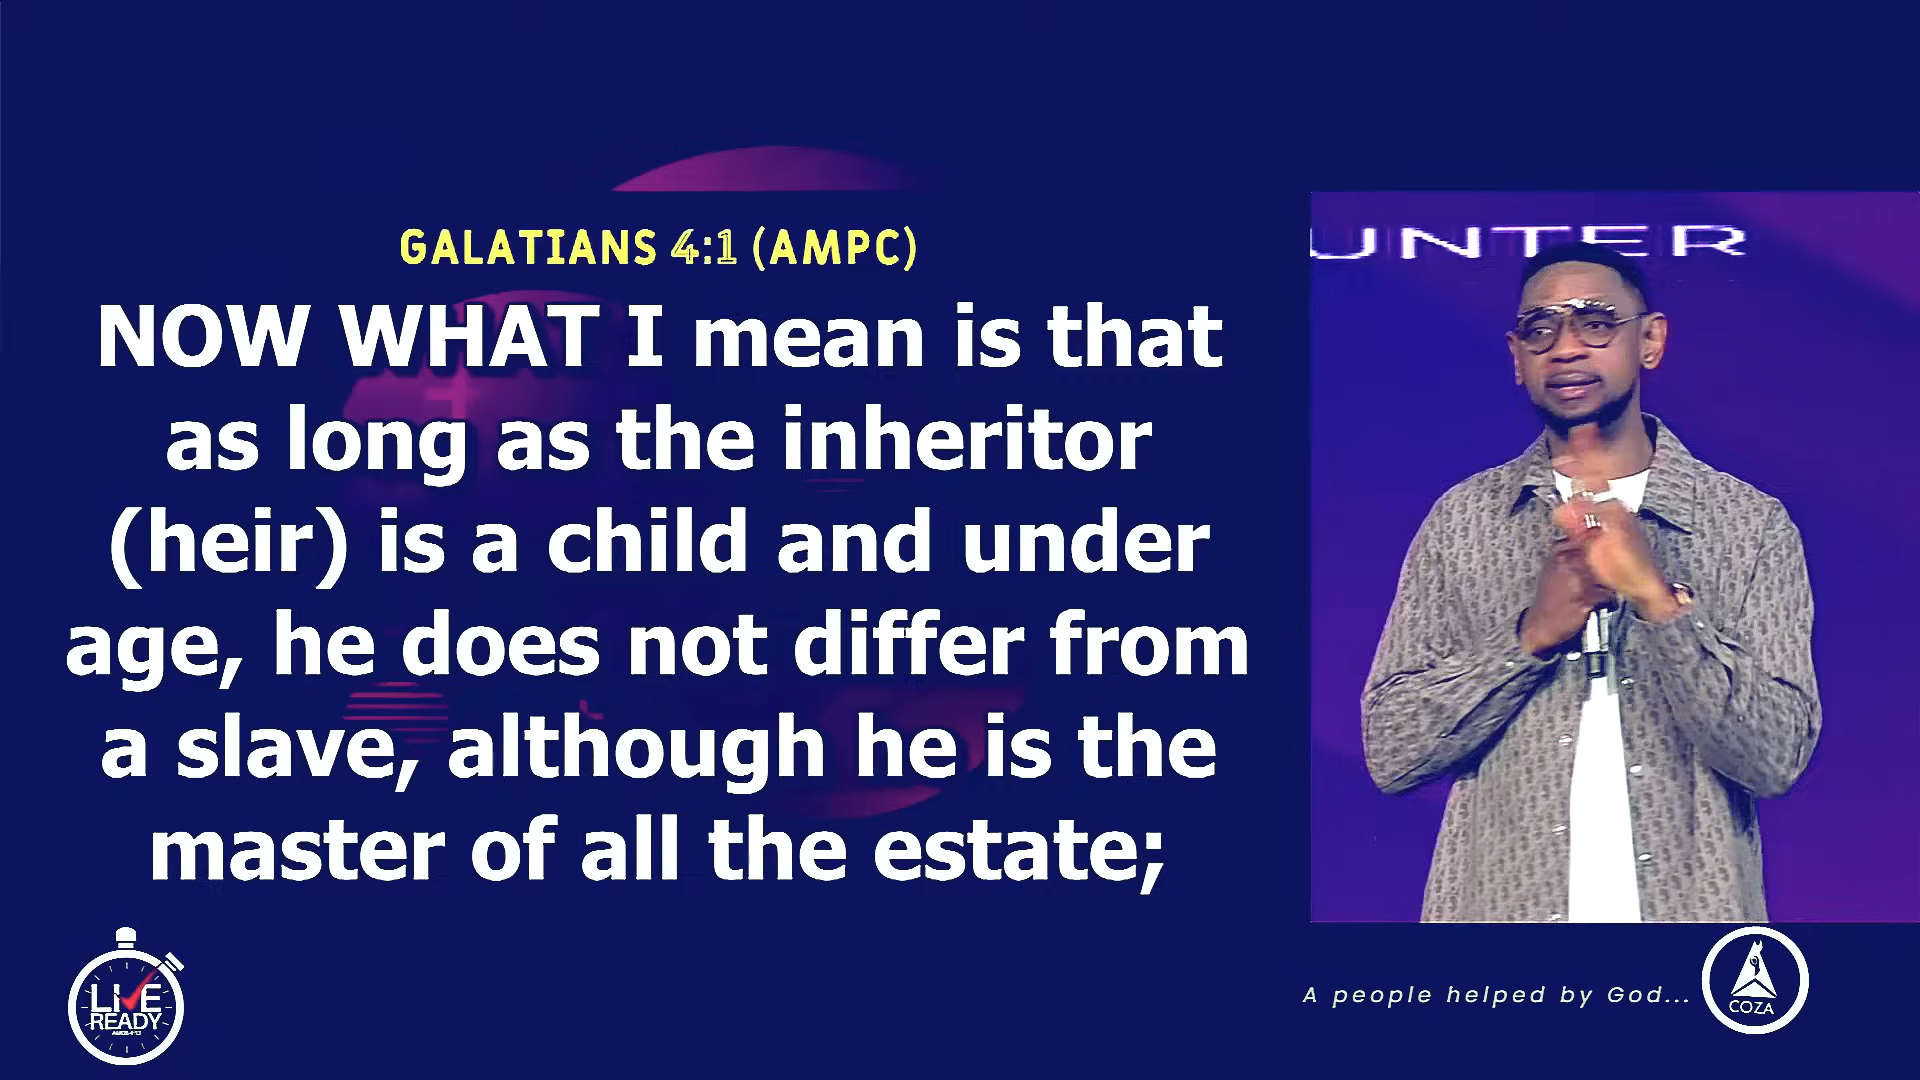 GALATIANS 4:1 (AMPC)
NOW WHAT I mean is that
as long as the inheritor
(heir) is a child and under
age, he does not differ from
a slave, although he is the
master of all the estate;
UNTER
LIVE
READY
A people helped by God...
COZA